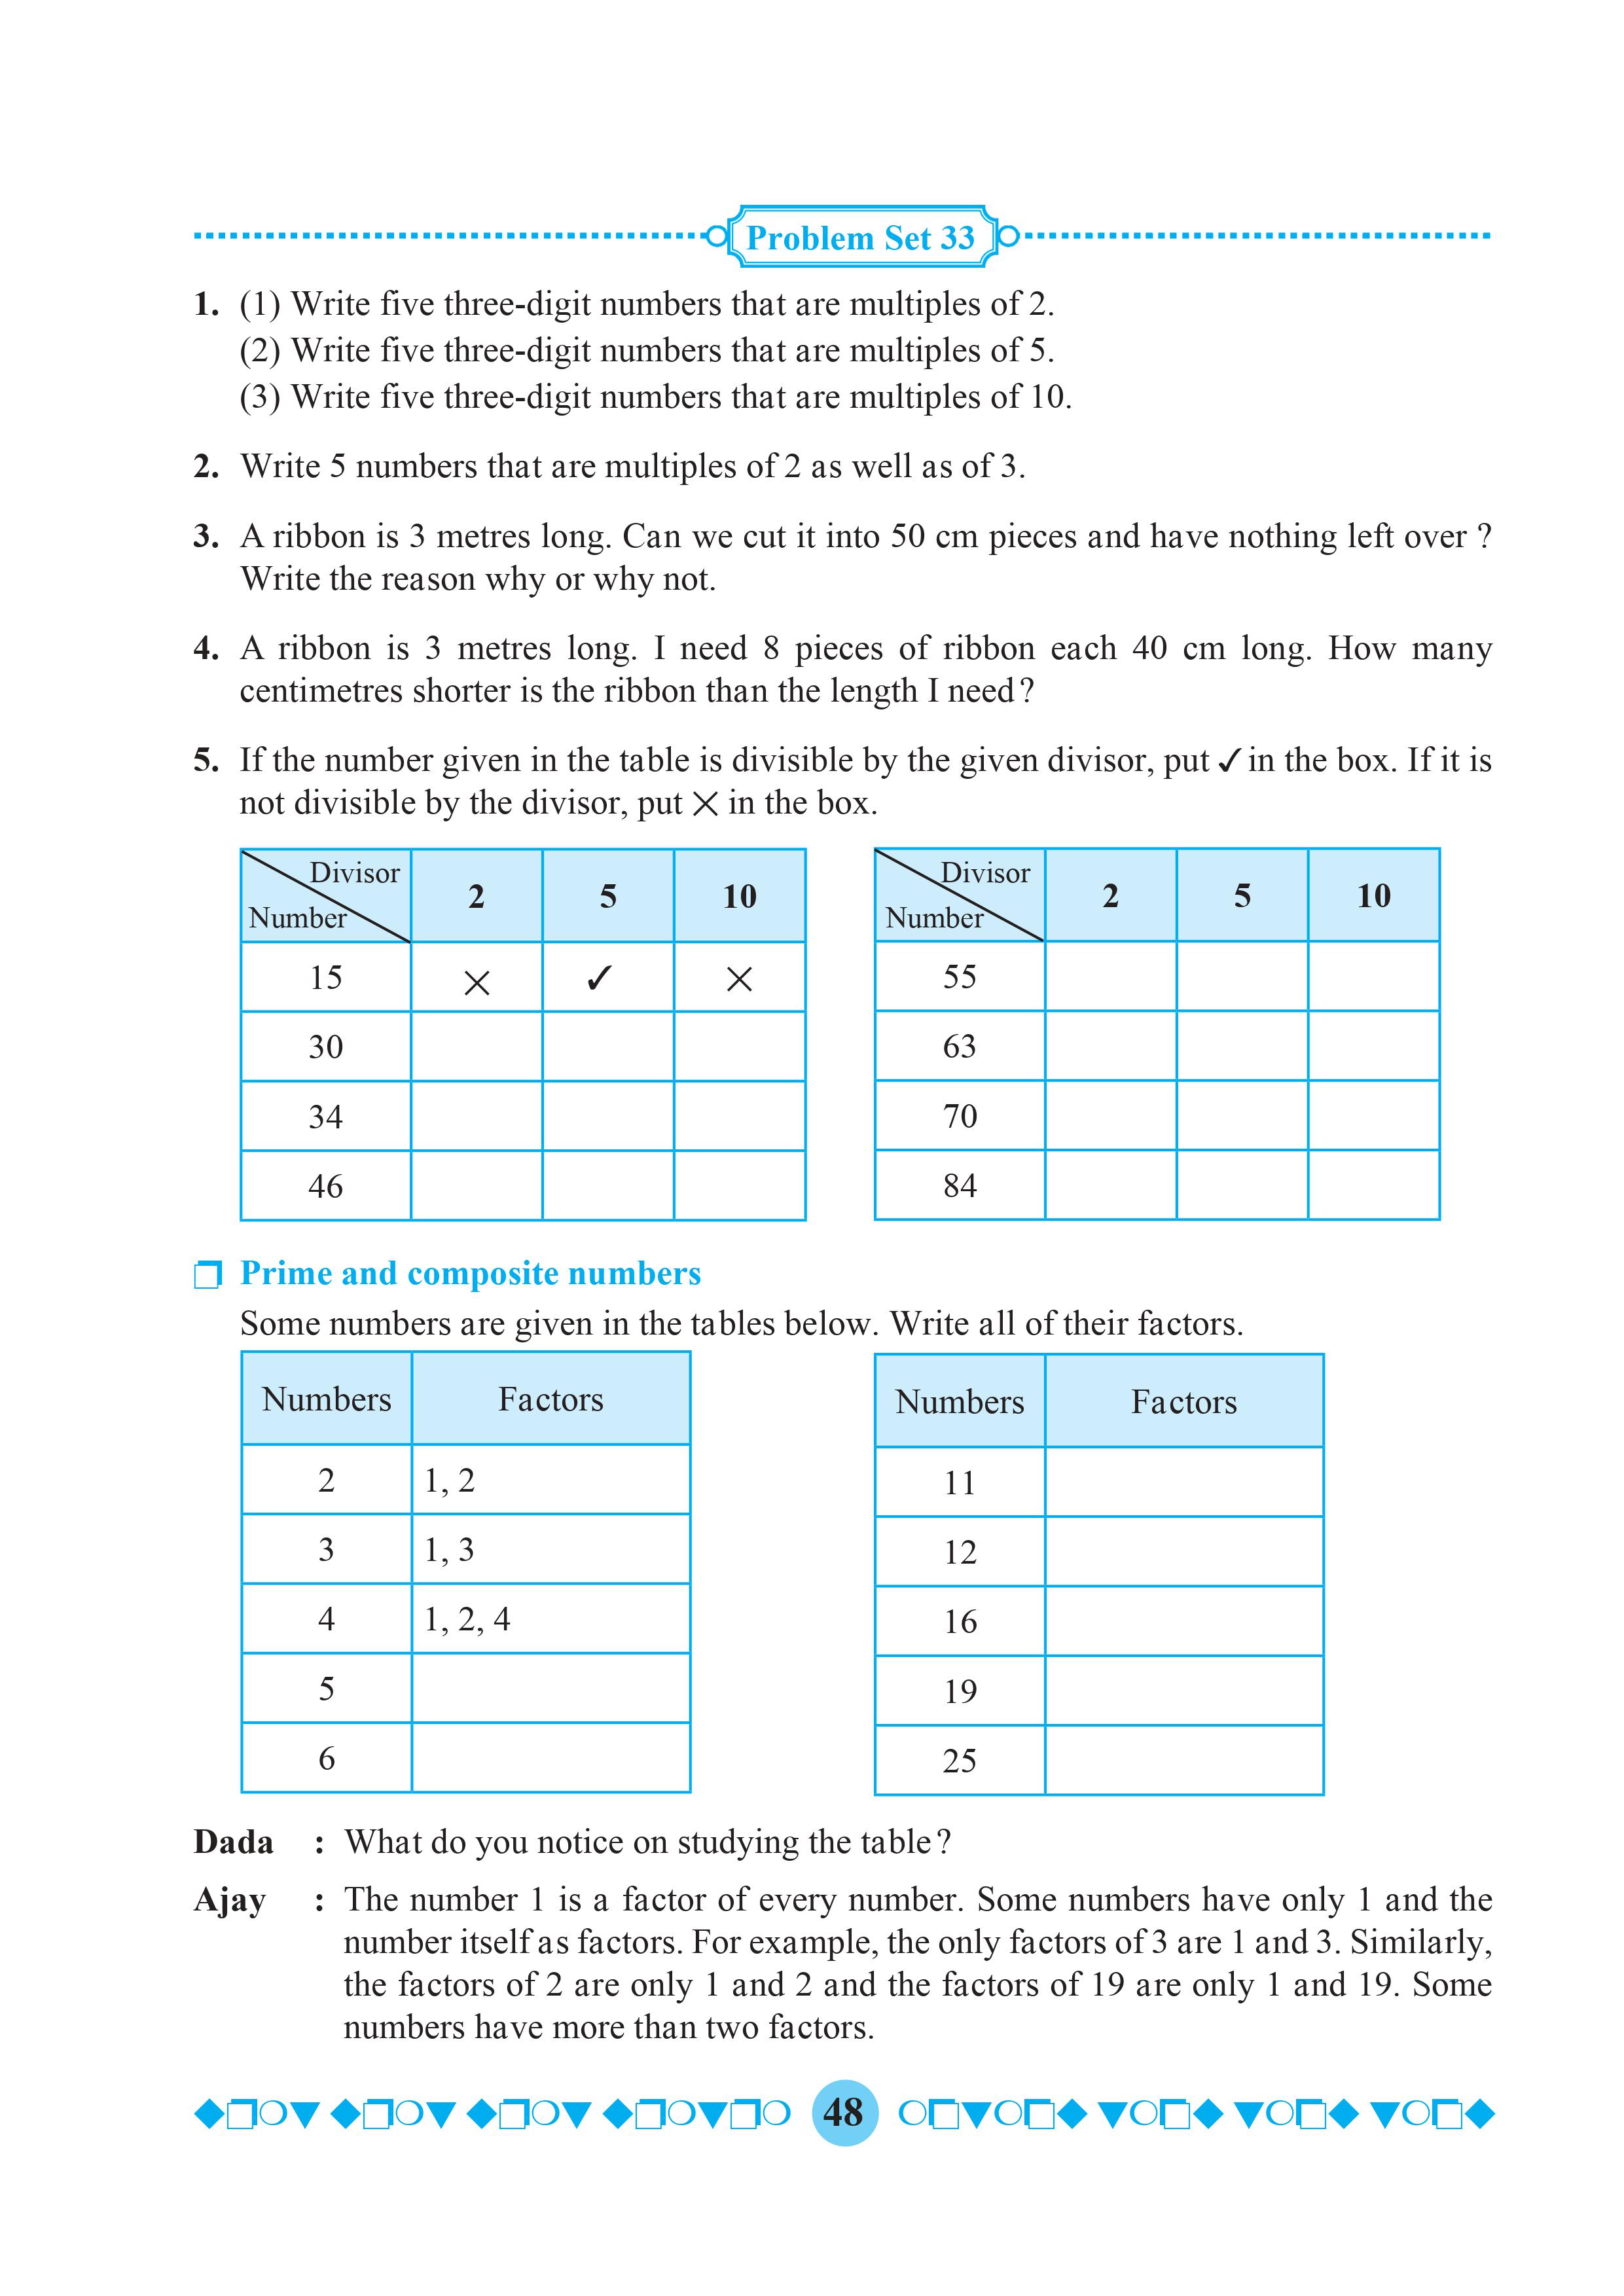 Problem Set 33
1. (1) Write five three-digit numbers that are multiples of 2.
(2) Write five three-digit numbers that are multiples of 5.
(3) Write five three-digit numbers that are multiples of 10.
2. Write 5 numbers that are multiples of 2 as well as of 3.
3. A ribbon is 3 metres long. Can we cut it into 50 cm pieces and have nothing left over ?
Write the reason why or why not.
4. A ribbon is 3 metres long. I need 8 pieces of ribbon each 40 cm long. How many
centimetres shorter is the ribbon than the length I need ?
5. If the number given in the table is divisible by the given divisor, put ✓ in the box. If it is
not divisible by the divisor, put × in the box.
Divisor
Number 2 5 10
15 × ✓ ×
30
34
46
Divisor
Number 2 5 10
55
63
70
84
Prime and composite numbers
Some numbers are given in the tables below. Write all of their factors.
Numbers Factors
2 1, 2
3 1, 3
4 1, 2, 4
5
6
Numbers Factors
11
12
16
19
25
Dada : What do you notice on studying the table ?
Ajay : The number 1 is a factor of every number. Some numbers have only 1 and the
number itself as factors. For example, the only factors of 3 are 1 and 3. Similarly,
the factors of 2 are only 1 and 2 and the factors of 19 are only 1 and 19. Some
numbers have more than two factors.
48